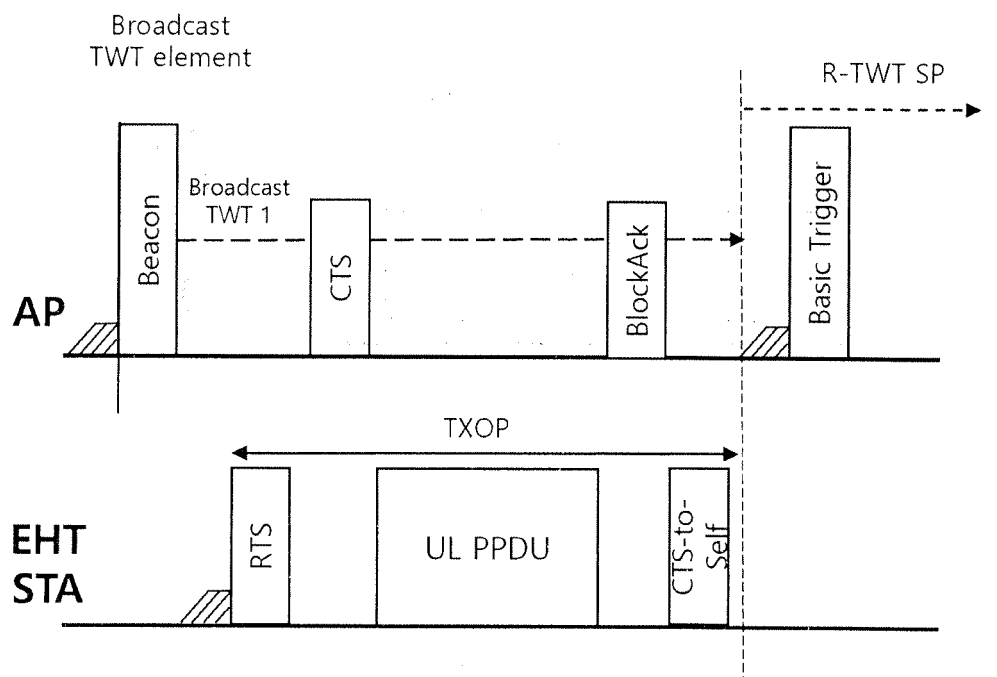 Broadcast
TWT element
R-TWT SP
Beacon
Broadcast
TWT 1
CTS
BlockAck
Basic Trigger
AP
TXOP
EHT
STA
RTS
UL PPDU
CTS-to-
Self